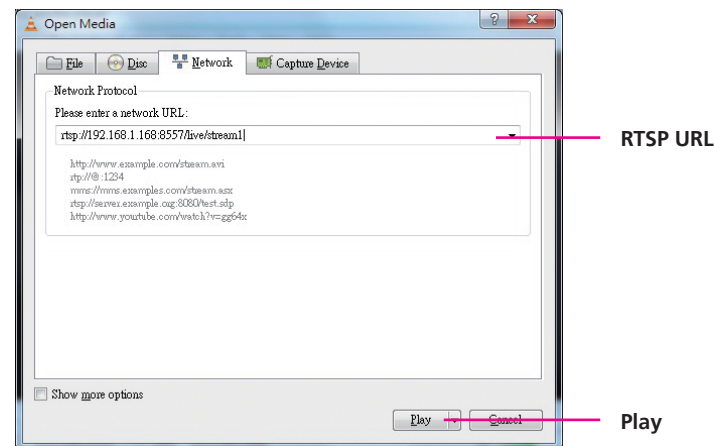 Open Media
File Disc Network Capture Device
Network Protocol
Please enter a network URL:
rtsp://192.168.1.168:8557/live/stream1
RTSP URL
http://www.example.com/stream.avi
rtp://@:1234
mms://mms.examples.com/stream.asx
rtsp://server.example.org:8080/test.sdp
http://www.yourtube.com/watch?v=gg64x
Show more options
Play Cancel
Play